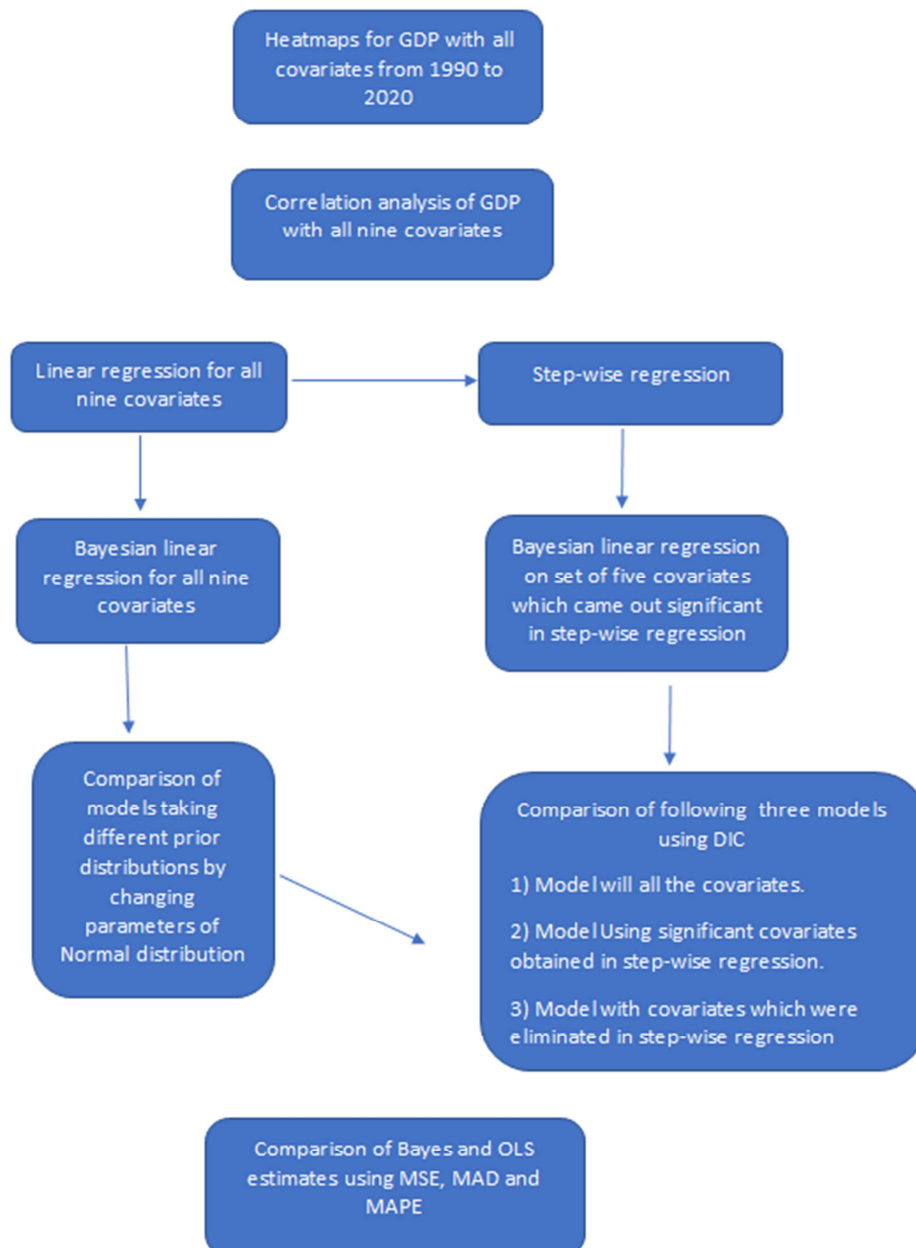 Heatmaps for GDP with all
covariates from 1990 to
2020
Correlation analysis of GDP
with all nine covariates
Linear regression for all
nine covariates
Step-wise regression
Bayesian linear
regression for all nine
covariates
Bayesian linear regression
on set of five covariates
which came out significant
in step-wise regression
Comparison of
models taking
different prior
distributions by
changing
parameters of
Normal distribution
Comparison of following three models
using DIC
1) Model will all the covariates.
2) Model Using significant covariates
obtained in step-wise regression.
3) Model with covariates which were
eliminated in step-wise regression
Comparison of Bayes and OLS
estimates using MSE, MAD and
MAPE